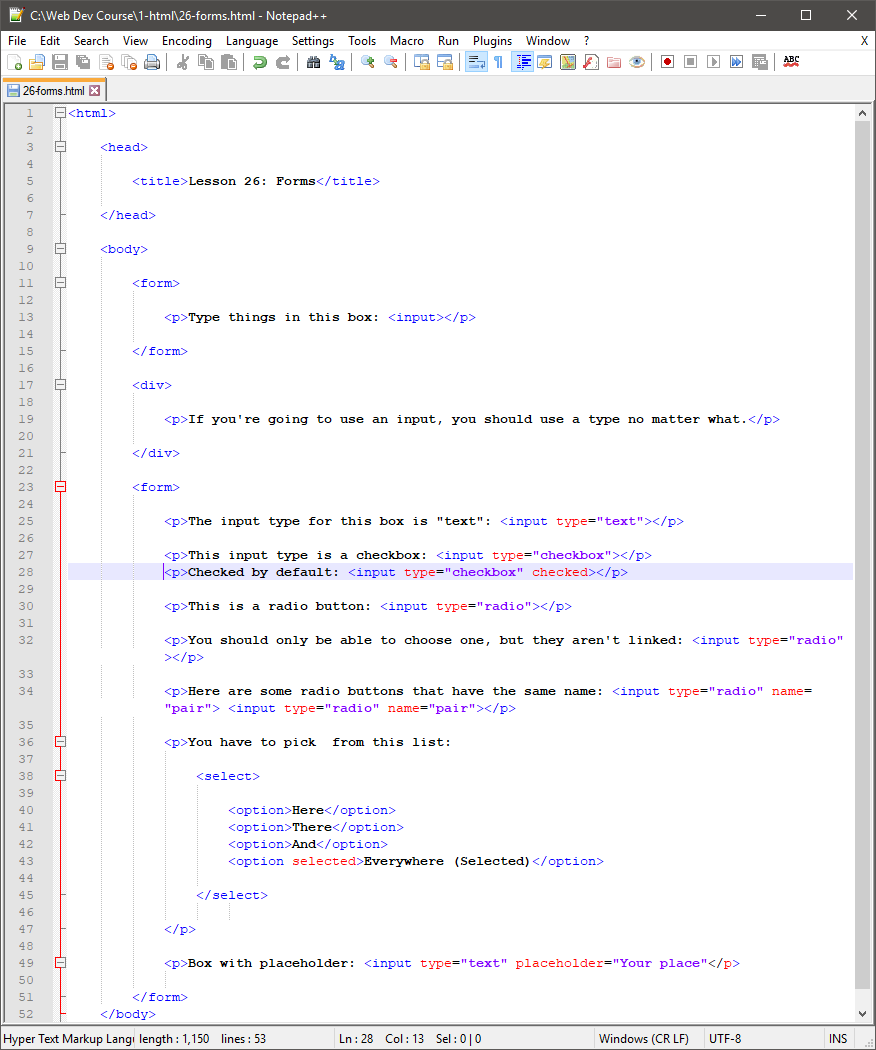 C:\Web Dev Course\1-html\26-forms.html - Notepad++
File Edit Search View Encoding Language Settings Tools Macro Run Plugins Window ? X
ABC
26-forms.html
1 <html>
2
3 <head>
4
5 <title>Lesson 26: Forms</title>
6
7 </head>
8
9 <body>
10
11 <form>
12
13 <p>Type things in this box: <input></p>
14
15 </form>
16
17 <div>
18
19 <p>If you're going to use an input, you should use a type no matter what.</p>
20
21 </div>
22
23 <form>
24
25 <p>The input type for this box is "text": <input type="text"></p>
26
27 <p>This input type is a checkbox: <input type="checkbox"></p>
28 <p>Checked by default: <input type="checkbox" checked></p>
29
30 <p>This is a radio button: <input type="radio"></p>
31
32 <p>You should only be able to choose one, but they aren't linked: <input type="radio"
></p>
33
34 <p>Here are some radio buttons that have the same name: <input type="radio" name=
"pair"> <input type="radio" name="pair"></p>
35
36 <p>You have to pick  from this list:
37
38 <select>
39
40 <option>Here</option>
41 <option>There</option>
42 <option>And</option>
43 <option selected>Everywhere (Selected)</option>
44
45 </select>
46
47 </p>
48
49 <p>Box with placeholder: <input type="text" placeholder="Your place"</p>
50
51 </form>
52 </body>
Hyper Text Markup Langu length : 1,150 lines : 53 Ln : 28 Col : 13 Sel : 0 | 0 Windows (CR LF) UTF-8 INS